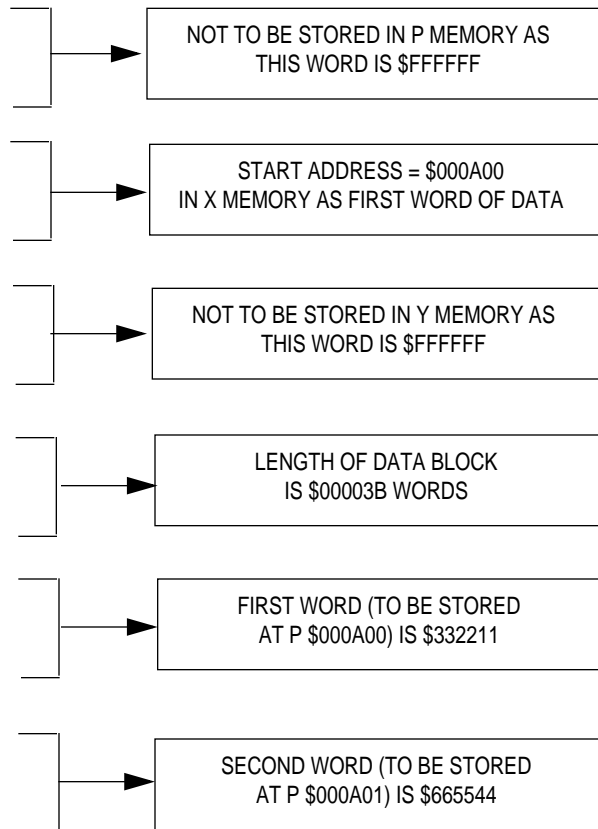 NOT TO BE STORED IN P MEMORY AS
THIS WORD IS $FFFFFF
START ADDRESS = $000A00
IN X MEMORY AS FIRST WORD OF DATA
NOT TO BE STORED IN Y MEMORY AS
THIS WORD IS $FFFFFF
LENGTH OF DATA BLOCK
IS $00003B WORDS
FIRST WORD (TO BE STORED
AT P $000A00) IS $332211
SECOND WORD (TO BE STORED
AT P $000A01) IS $665544